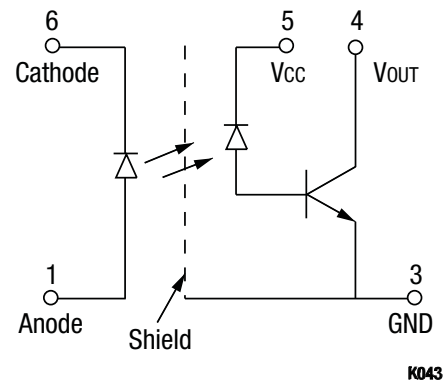 6
Cathode
5
VCC
4
VOUT
1
Anode
Shield
3
GND
K043